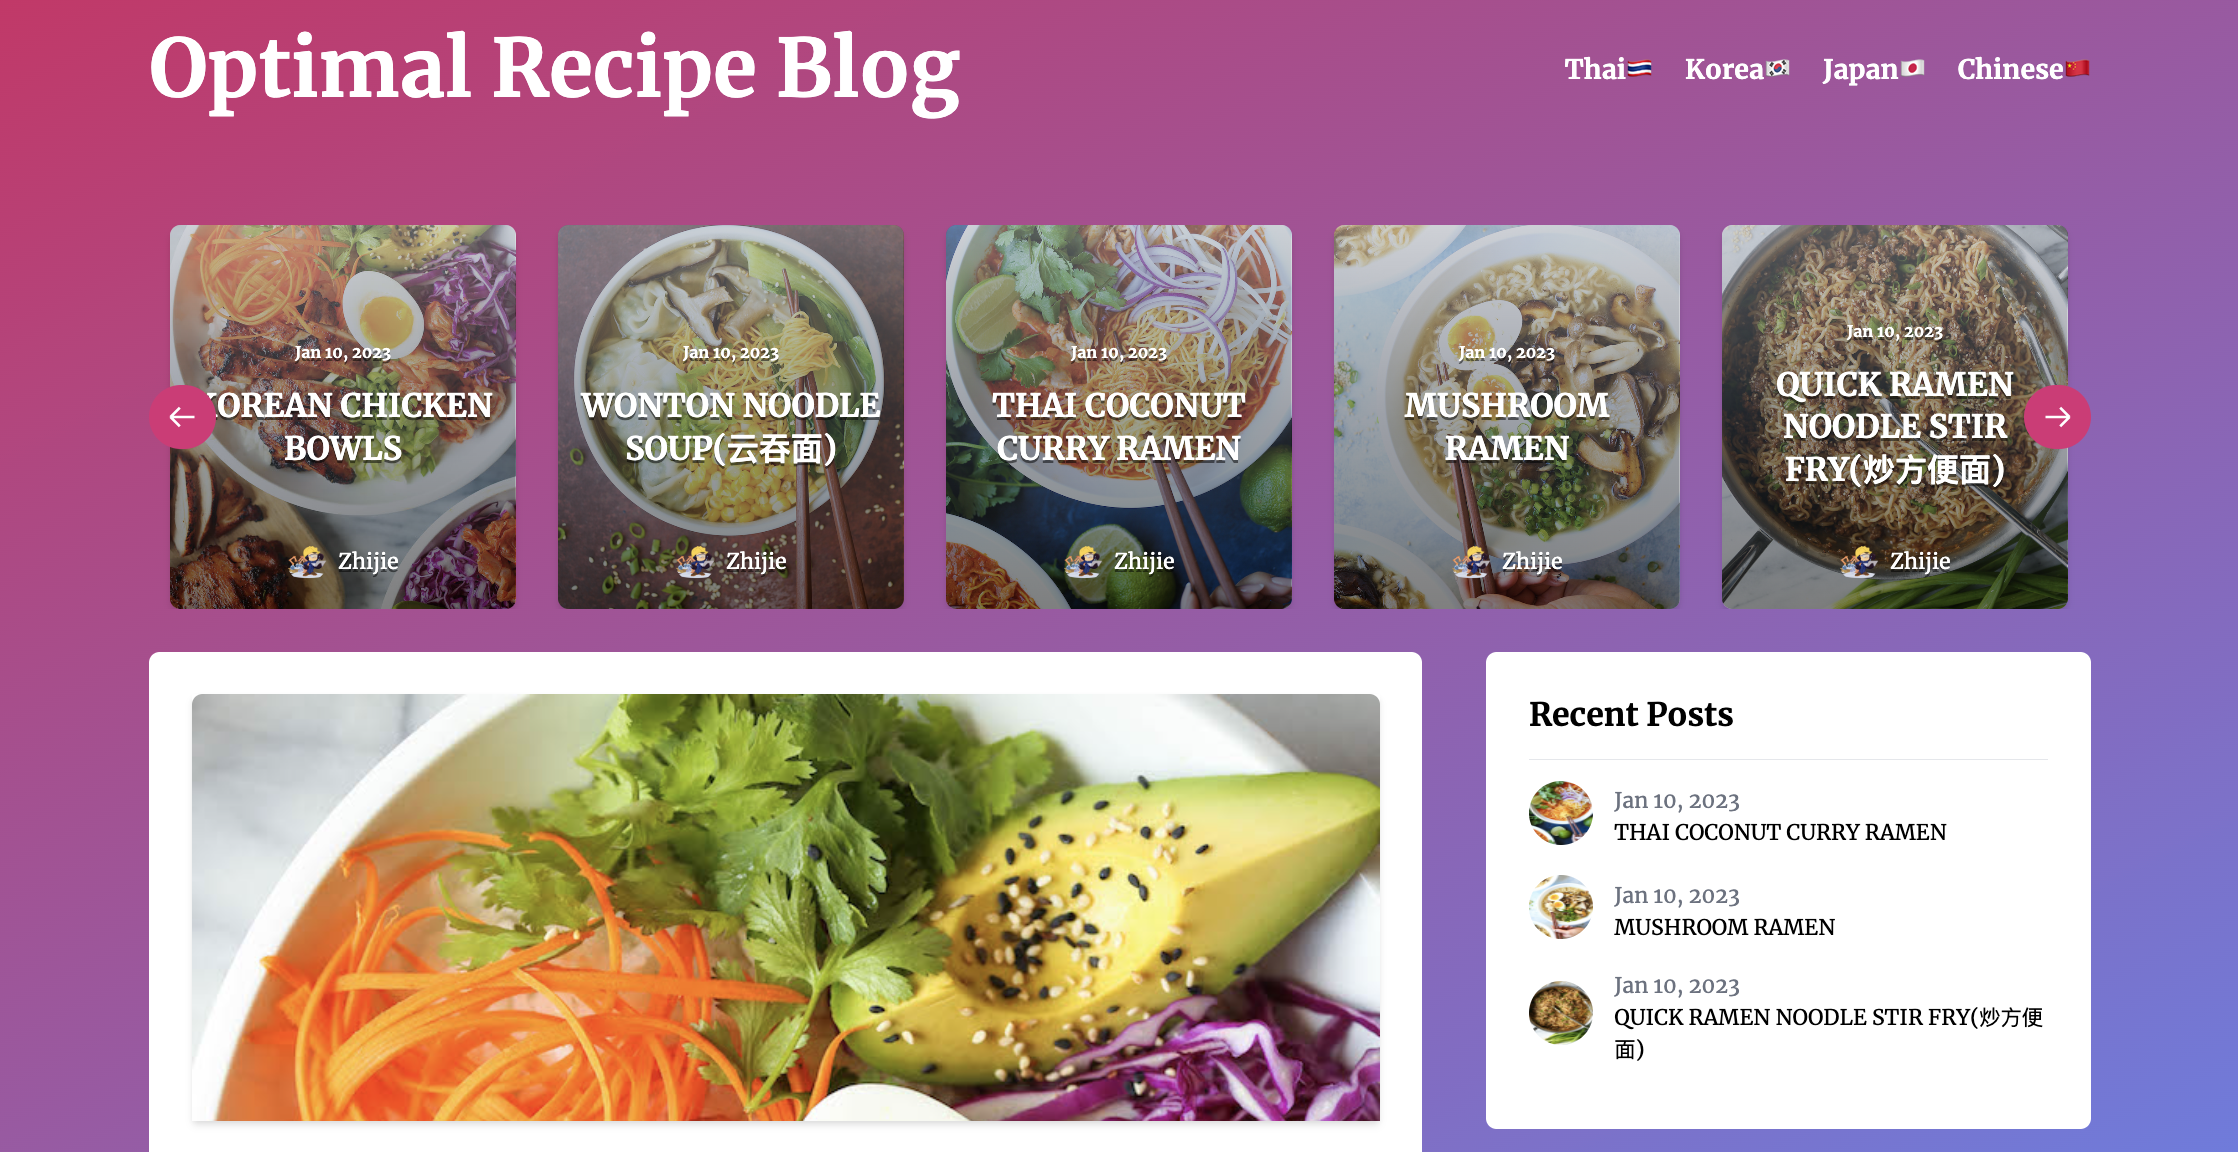 Optimal Recipe Blog
Thai🇹🇭 Korea🇰🇷 Japan🇯🇵 Chinese🇨🇳
Jan 10, 2023
KOREAN CHICKEN
BOWLS
Zhijie
Jan 10, 2023
WONTON NOODLE
SOUP(云吞面)
Zhijie
Jan 10, 2023
THAI COCONUT
CURRY RAMEN
Zhijie
Jan 10, 2023
MUSHROOM
RAMEN
Zhijie
Jan 10, 2023
QUICK RAMEN
NOODLE STIR
FRY(炒方便面)
Zhijie
Recent Posts
Jan 10, 2023
THAI COCONUT CURRY RAMEN
Jan 10, 2023
MUSHROOM RAMEN
Jan 10, 2023
QUICK RAMEN NOODLE STIR FRY(炒方便
面)